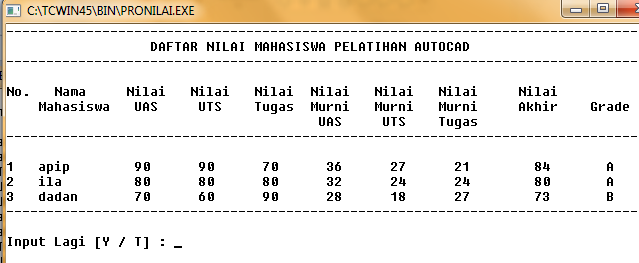 C:\TCWIN45\BIN\PRONILAI.EXE
DAFTAR NILAI MAHASISWA PELATIHAN AUTOCAD
No. Nama Nilai Nilai Nilai Nilai Nilai Nilai Nilai
Mahasiswa UAS UTS Tugas Murni Murni Murni Akhir Grade
UAS UTS Tugas
1 apip 90 90 70 36 27 21 84 A
2 ila 80 80 80 32 24 24 80 A
3 dadan 70 60 90 28 18 27 73 B
Input Lagi [Y / T] : _